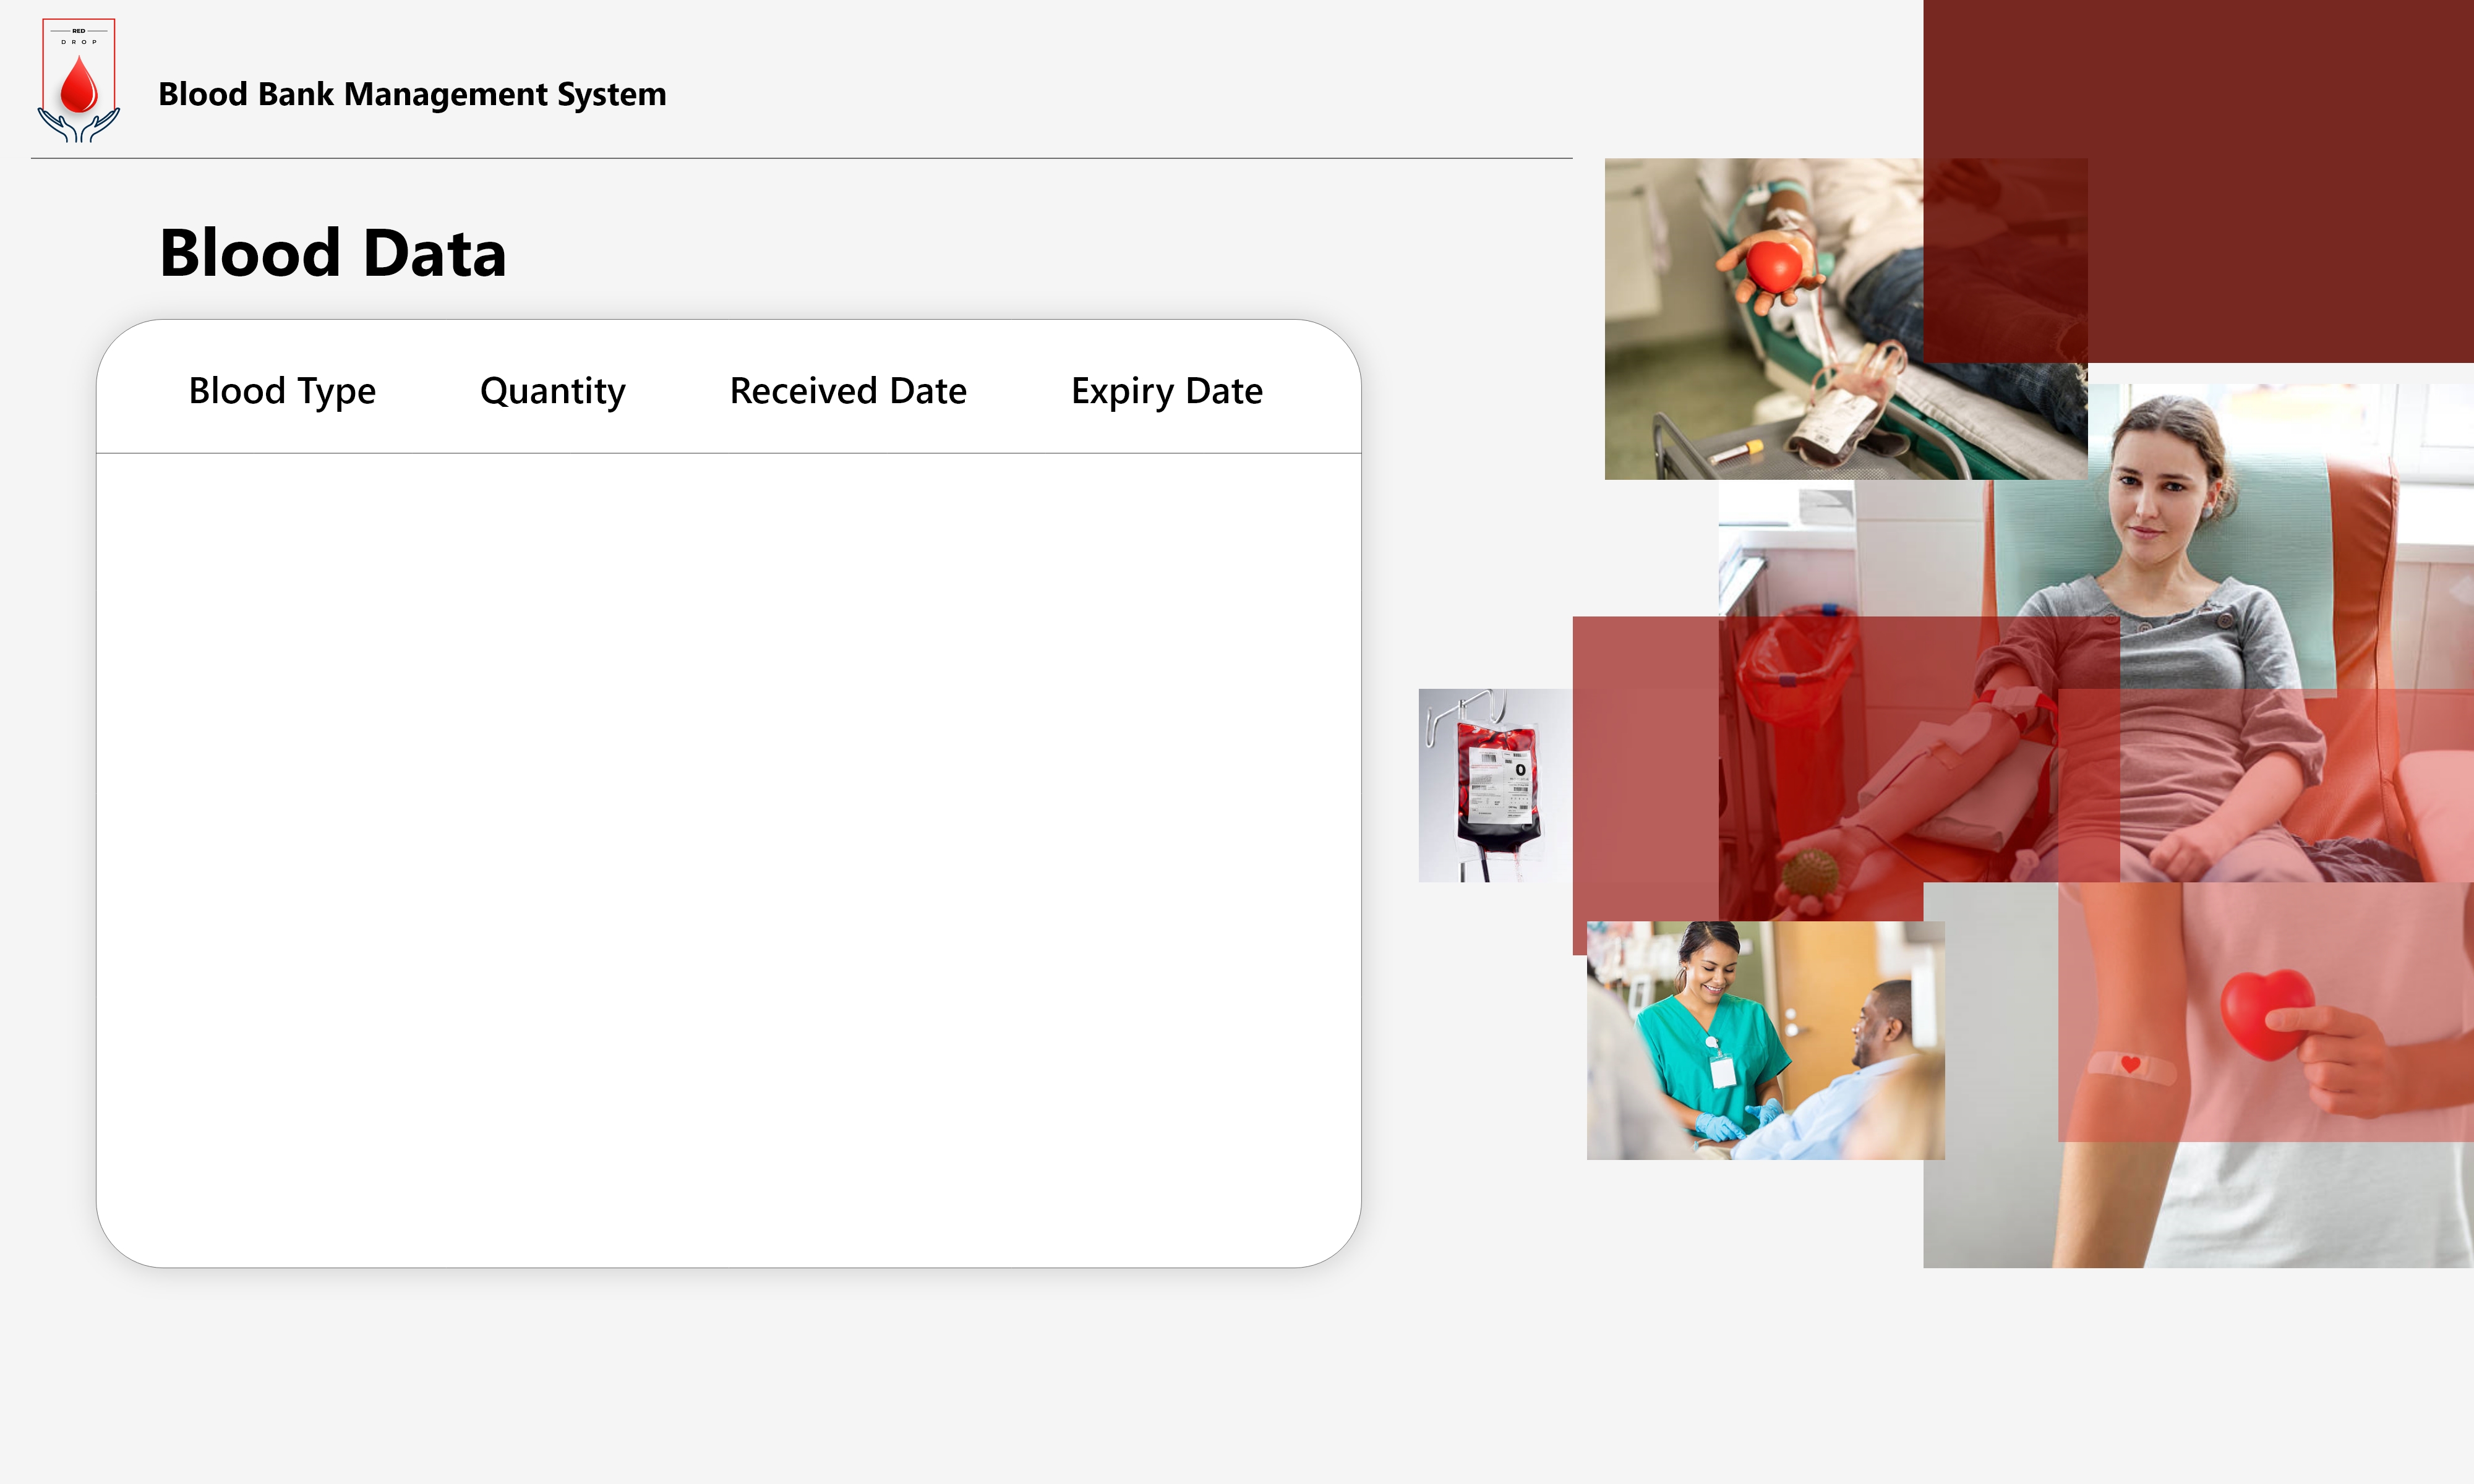 RED
DROP
Blood Bank Management System
Blood Data
Blood Type Quantity Received Date Expiry Date
O